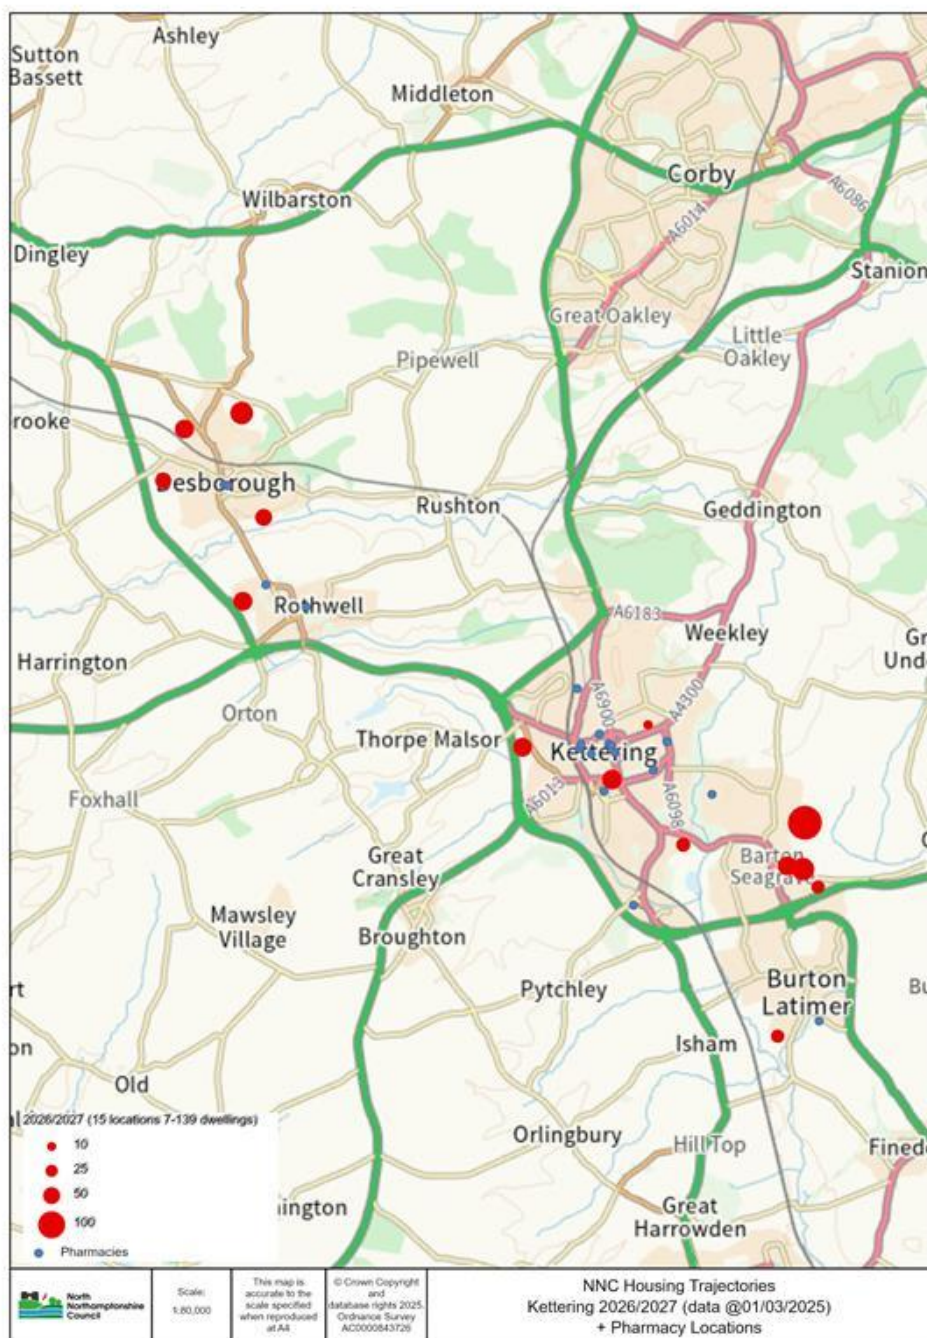 Ashley
Sutton
Bassett
Middleton
Corby
A6086
Wilbarston
A6014
Dingley
Stanion
Great Oakley
Little
Oakley
Pipewell
rooke
Desborough
Rushton
Geddington
Rothwell
A6183
Weekley
Harrington
Gr
Und
Orton
A6900
A4300
Thorpe Malsor
Kettering
Foxhall
A6013
A6098
Great
Cransley
Barton
Seagrave
Mawsley
Village
Broughton
Pytchley
Burton
Latimer
Bu
rt
on
Isham
Old
2026/2027 (15 locations 7-139 dwellings)
10
25
50
100
Pharmacies
Orlingbury
Hill Top
Fined
nington
Great
Harrowden
North
Northamptonshire
Council
Scale:
1:80,000
This map is
accurate to the
scale specified
when reproduced
at A4
© Crown Copyright
and
database rights 2025.
Ordnance Survey
AC0000843726
NNC Housing Trajectories
Kettering 2026/2027 (data @01/03/2025)
+ Pharmacy Locations